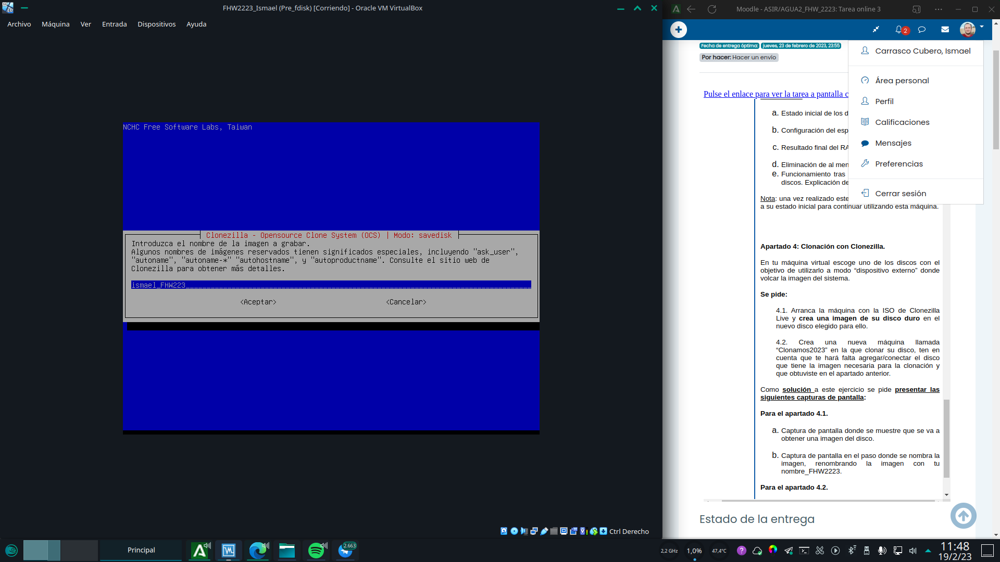 FHW2223_Ismael (Pre_fdisk) [Corriendo] - Oracle VM VirtualBox
Archivo Máquina Ver Entrada Dispositivos Ayuda
NCHC Free Software Labs, Taiwan
Clonezilla - Opensource Clone System (OCS) | Modo: savedisk
Introduzca el nombre de la imagen a grabar.
Algunos nombres de imágenes reservados tienen significados especiales, incluyendo "ask_user",
"autoname", "autoname-*" "autohostname", y "autoproductname". Consulte el sitio web de
Clonezilla para obtener más detalles.
ismael_FHW223
<Aceptar> <Cancelar>
Ctrl Derecho
Moodle - ASIR/AGUA2_FHW_2223: Tarea online 3
2
Fecha de entrega óptima: jueves, 23 de febrero de 2023, 23:55
Por hacer: Hacer un envío
Carrasco Cubero, Ismael
Área personal
Perfil
Calificaciones
Mensajes
Preferencias
Cerrar sesión
Pulse el enlace para ver la tarea a pantalla c
a. Estado inicial de los d
b. Configuración del esp
c. Resultado final del RA
d. Eliminación de al men
e. Funcionamiento tras
discos. Explicación de
Nota: una vez realizado este
a su estado inicial para continuar utilizando esta máquina.
Apartado 4: Clonación con Clonezilla.
En tu máquina virtual escoge uno de los discos con el
objetivo de utilizarlo a modo “dispositivo externo” donde
volcar la imagen del sistema.
Se pide:
4.1. Arranca la máquina con la ISO de Clonezilla
Live y crea una imagen de su disco duro en el
nuevo disco elegido para ello.
4.2. Crea una nueva máquina llamada
“Clonamos2023” en la que clonar su disco, ten en
cuenta que te hará falta agregar/conectar el disco
que tiene la imagen necesaria para la clonación y
que obtuviste en el apartado anterior.
Como solución a este ejercicio se pide presentar las
siguientes capturas de pantalla:
Para el apartado 4.1.
a. Captura de pantalla donde se muestre que se va a
obtener una imagen del disco.
b. Captura de pantalla en el paso donde se nombra la
imagen, renombrando la imagen con tu
nombre_FHW2223.
Para el apartado 4.2.
Estado de la entrega
Principal
2.663
2,2 GHz
1,0%
47,4°C
11:48
19/2/23